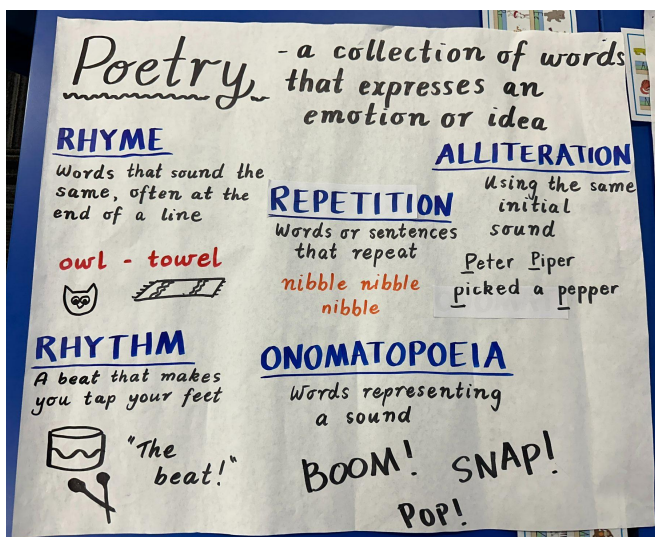 Poetry
- a collection of words
that expresses an
emotion or idea
RHYME
Words that sound the
same, often at the
end of a line
owl - towel
REPETITION
Words or sentences
that repeat
nibble nibble
nibble
ALLITERATION
Using the same
initial
sound
Peter Piper
picked a pepper
RHYTHM
A beat that makes
you tap your feet
"The
beat!"
ONOMATOPOEIA
Words representing
a sound
BOOM! SNAP!
POP!